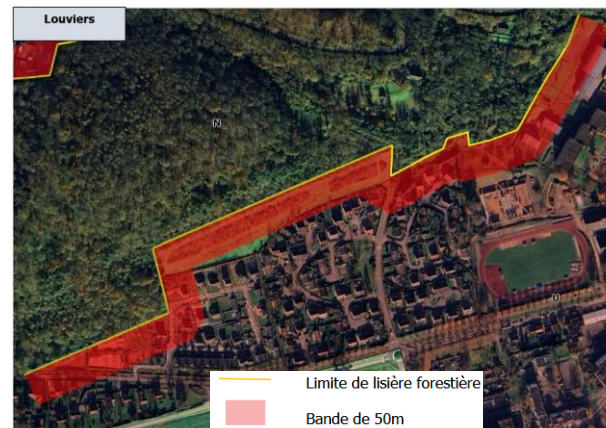 Louviers
N
U
Limite de lisière forestière
Bande de 50m